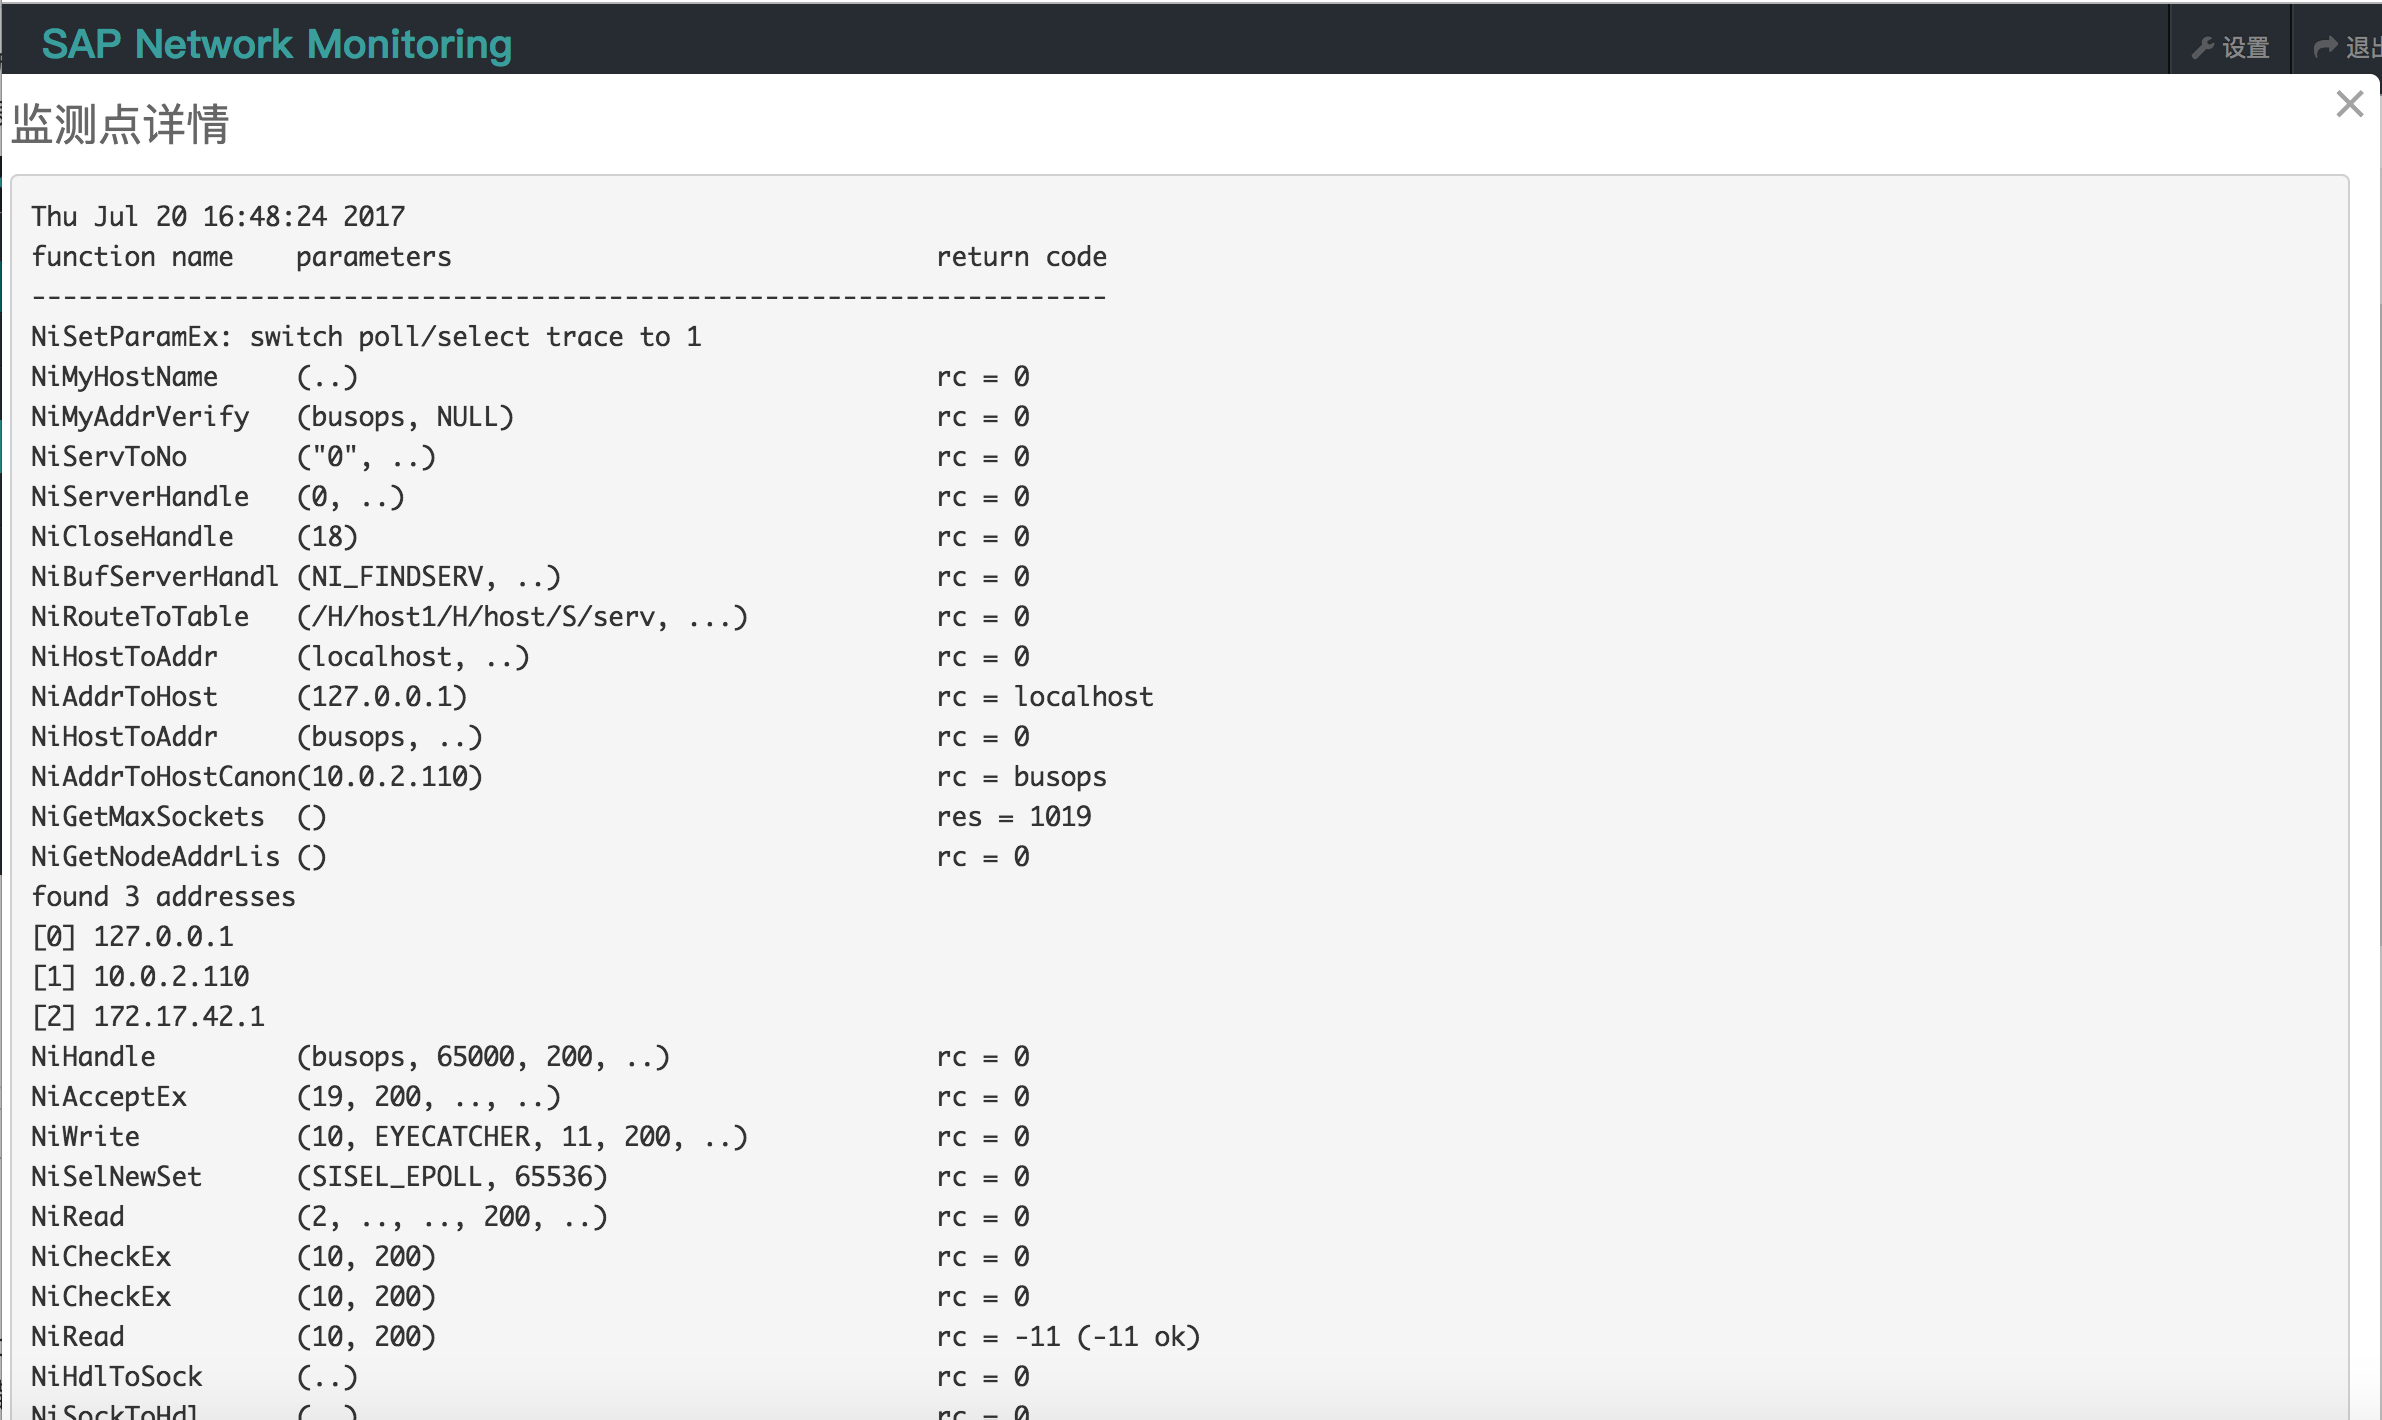 SAP Network Monitoring
设置
退出
监测点详情
Thu Jul 20 16:48:24 2017
function name    parameters                               return code
---------------------------------------------------------------------
NiSetParamEx: switch poll/select trace to 1
NiMyHostName     (..)                                     rc = 0
NiMyAddrVerify   (busops, NULL)                           rc = 0
NiServToNo       ("0", ..)                                rc = 0
NiServerHandle   (0, ..)                                  rc = 0
NiCloseHandle    (18)                                     rc = 0
NiBufServerHandl (NI_FINDSERV, ..)                        rc = 0
NiRouteToTable   (/H/host1/H/host/S/serv, ...)            rc = 0
NiHostToAddr     (localhost, ..)                          rc = 0
NiAddrToHost     (127.0.0.1)                              rc = localhost
NiHostToAddr     (busops, ..)                             rc = 0
NiAddrToHostCanon(10.0.2.110)                             rc = busops
NiGetMaxSockets  ()                                       res = 1019
NiGetNodeAddrLis ()                                       rc = 0
found 3 addresses
[0] 127.0.0.1
[1] 10.0.2.110
[2] 172.17.42.1
NiHandle         (busops, 65000, 200, ..)                 rc = 0
NiAcceptEx       (19, 200, .., ..)                        rc = 0
NiWrite          (10, EYECATCHER, 11, 200, ..)            rc = 0
NiSelNewSet      (SISEL_EPOLL, 65536)                     rc = 0
NiRead           (2, .., .., 200, ..)                     rc = 0
NiCheckEx        (10, 200)                                rc = 0
NiCheckEx        (10, 200)                                rc = 0
NiRead           (10, 200)                                rc = -11 (-11 ok)
NiHdlToSock      (..)                                     rc = 0
NiSockToHdl      (..)                                     rc = 0